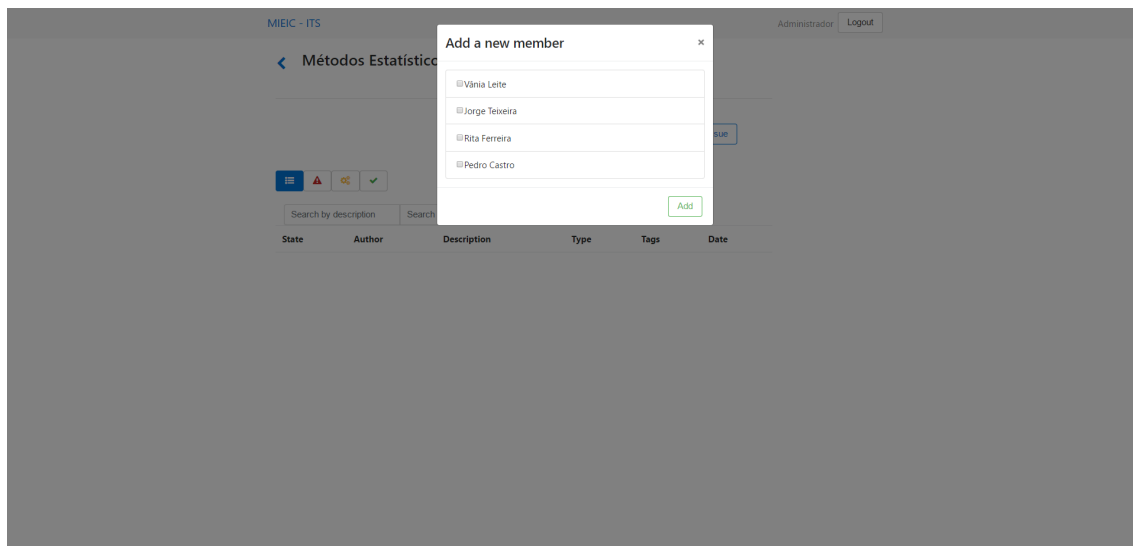 MIEIC - ITS
Administrador
Logout
Add a new member
×
Métodos Estatístico
Vânia Leite
Jorge Teixeira
Rita Ferreira
Pedro Castro
sue
Add
Search by description
Search
State Author Description Type Tags Date